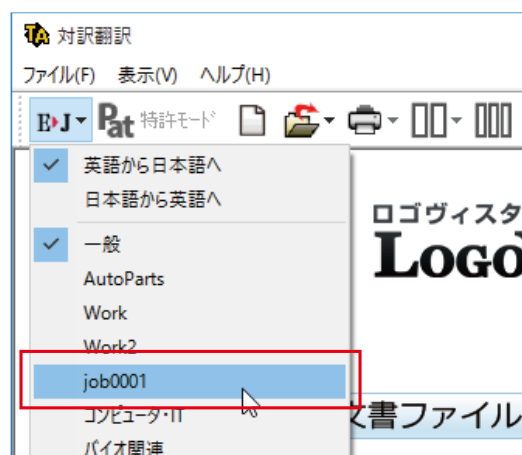 対訳翻訳
ファイル(F) 表示(V) ヘルプ(H)
E▸J Pat 特許モード
英語から日本語へ
日本語から英語へ
一般
AutoParts
Work
Work2
job0001
コンピュータ・IT
バイオ関連
ロゴヴィスタ
LOGO
文書ファイル